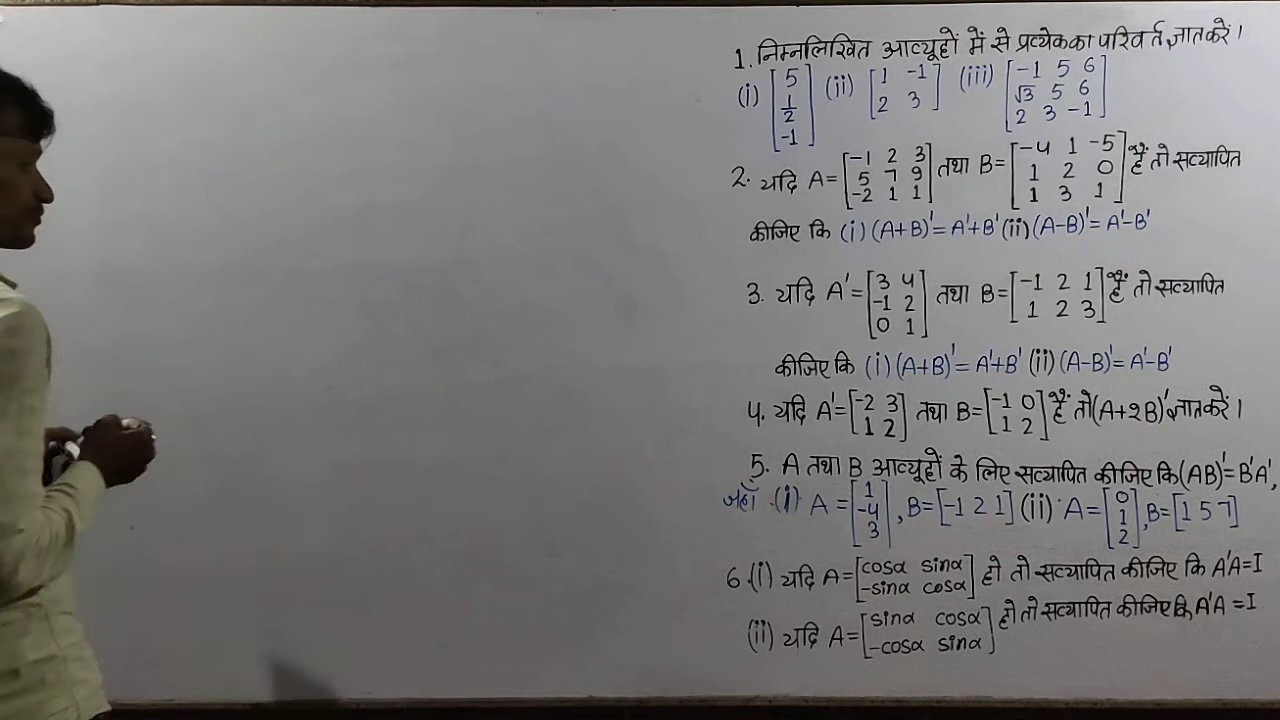 1. निम्नलिखित आव्यूहों में से प्रत्येक का परिवर्त ज्ञात करें।
(i) [5 1/2 -1] (ii) [1 -1 2 3] (iii) [-1 5 6 √3 5 6 2 3 -1]
2. यदि A=[-1 2 3 5 7 9 -2 1 1] तथा B=[-4 1 -5 1 2 0 1 3 1] हैं तो सत्यापित
कीजिए कि (i) (A+B)'=A'+B' (ii) (A-B)'=A'-B'
3. यदि A'=[3 4 -1 2 0 1] तथा B=[-1 2 1 1 2 3] हैं तो सत्यापित
कीजिए कि (i) (A+B)'=A'+B' (ii) (A-B)'=A'-B'
4. यदि A'=[-2 3 1 2] तथा B=[-1 0 1 2] हैं तो (A+2B)' ज्ञात करें।
5. A तथा B आव्यूहों के लिए सत्यापित कीजिए कि (AB)'=B'A',
जहाँ (i) A=[1 -4 3], B=[-1 2 1] (ii) A=[0 1 2], B=[1 5 7]
6.(i) यदि A=[cosα sinα -sinα cosα] हो तो सत्यापित कीजिए कि A'A=I
(ii) यदि A=[sinα cosα -cosα sinα] हो तो सत्यापित कीजिए कि A'A=I